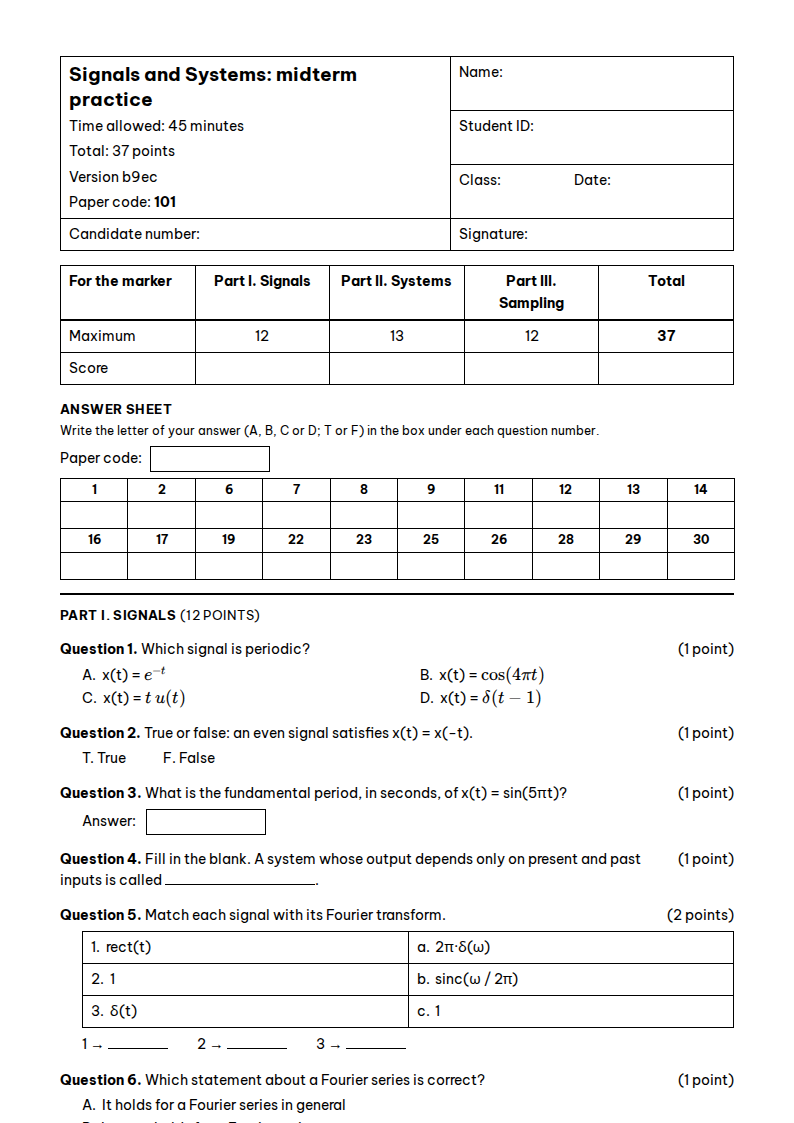 Signals and Systems: midterm
practice
Time allowed: 45 minutes
Total: 37 points
Version b9ec
Paper code: 101
Name:
Student ID:
Class: Date:
Candidate number: Signature:
For the marker Part I. Signals Part II. Systems Part III. Sampling Total
Maximum 12 13 12 37
Score
ANSWER SHEET
Write the letter of your answer (A, B, C or D; T or F) in the box under each question number.
Paper code:
1 2 6 7 8 9 11 12 13 14
16 17 19 22 23 25 26 28 29 30
PART I. SIGNALS (12 POINTS)
Question 1. Which signal is periodic? (1 point)
A. x(t) = e^{−t} B. x(t) = cos(4πt)
C. x(t) = t u(t) D. x(t) = δ(t − 1)
Question 2. True or false: an even signal satisfies x(t) = x(−t). (1 point)
T. True F. False
Question 3. What is the fundamental period, in seconds, of x(t) = sin(5πt)? (1 point)
Answer:
Question 4. Fill in the blank. A system whose output depends only on present and past (1 point)
inputs is called ____________.
Question 5. Match each signal with its Fourier transform. (2 points)
1. rect(t) a. 2π·δ(ω)
2. 1 b. sinc(ω / 2π)
3. δ(t) c. 1
1 → ______ 2 → ______ 3 → ______
Question 6. Which statement about a Fourier series is correct? (1 point)
A. It holds for a Fourier series in general